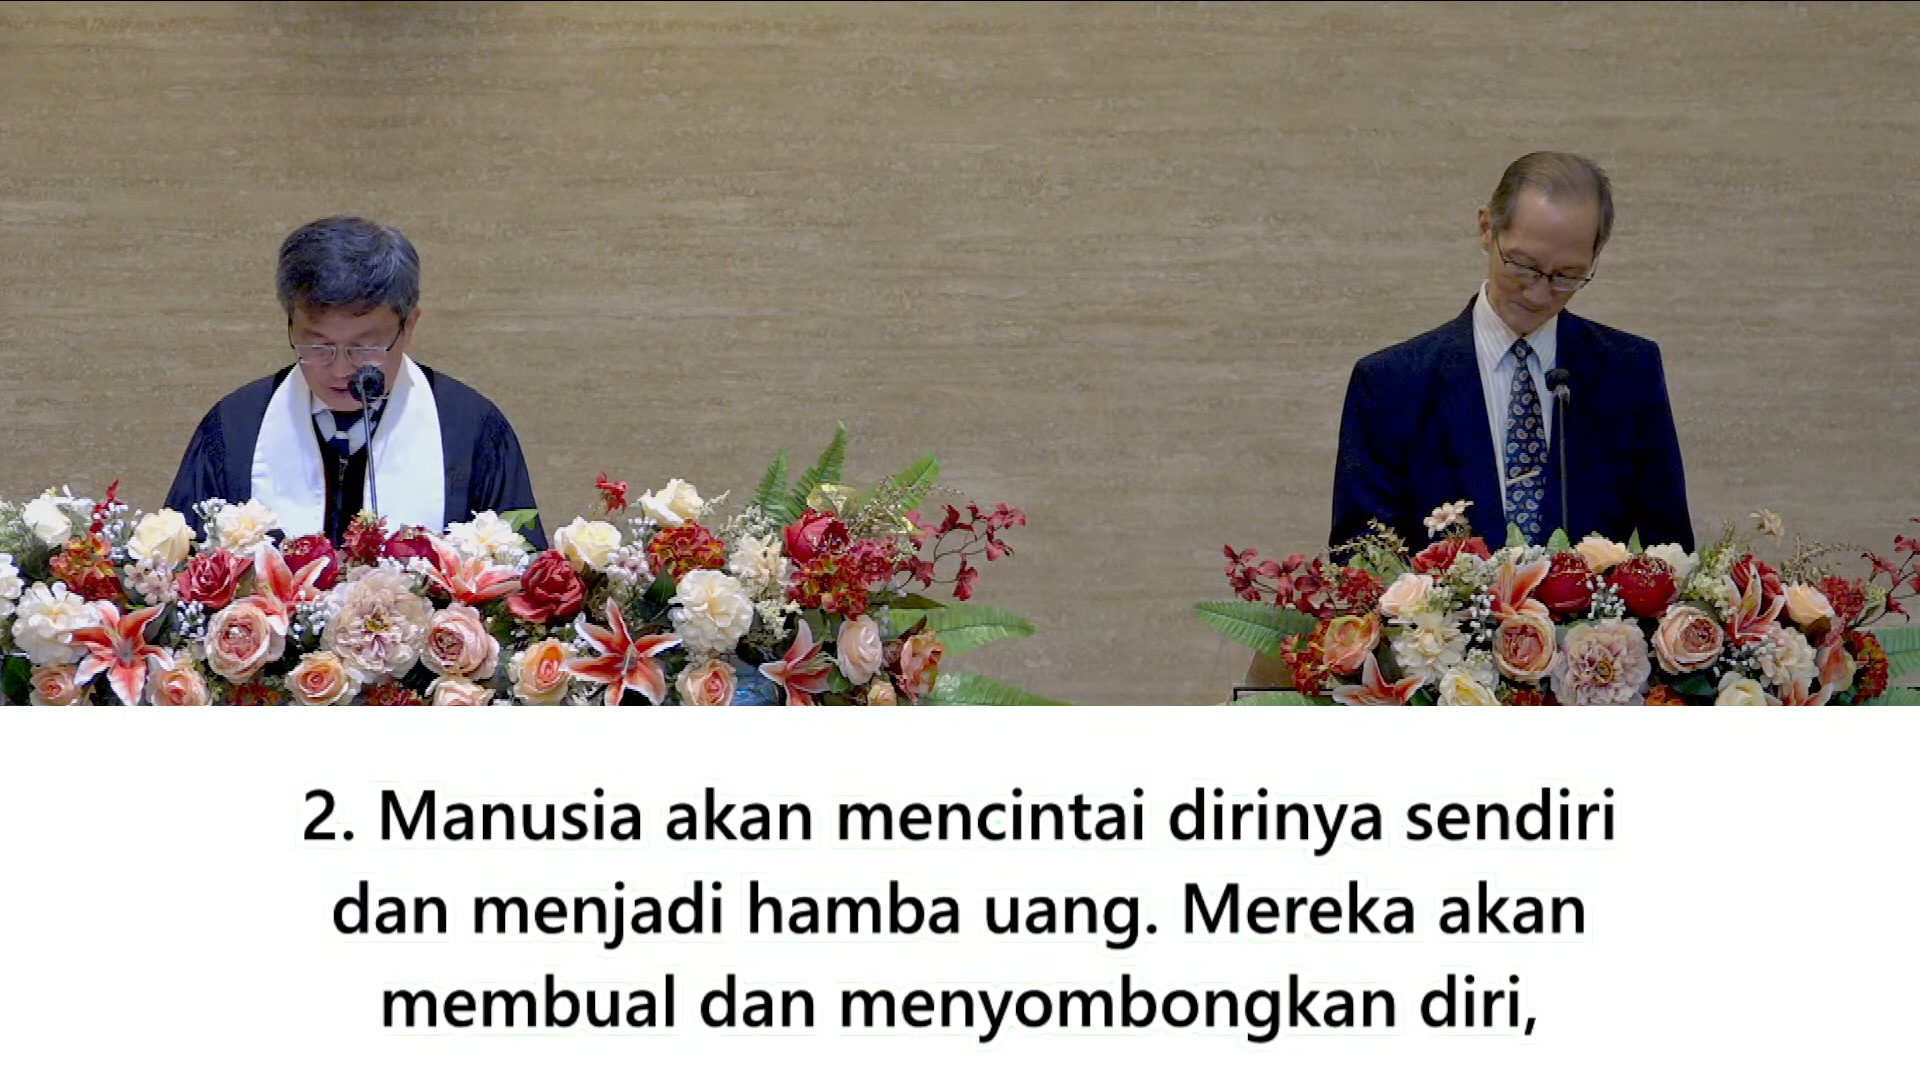 2. Manusia akan mencintai dirinya sendiri
dan menjadi hamba uang. Mereka akan
membual dan menyombongkan diri,